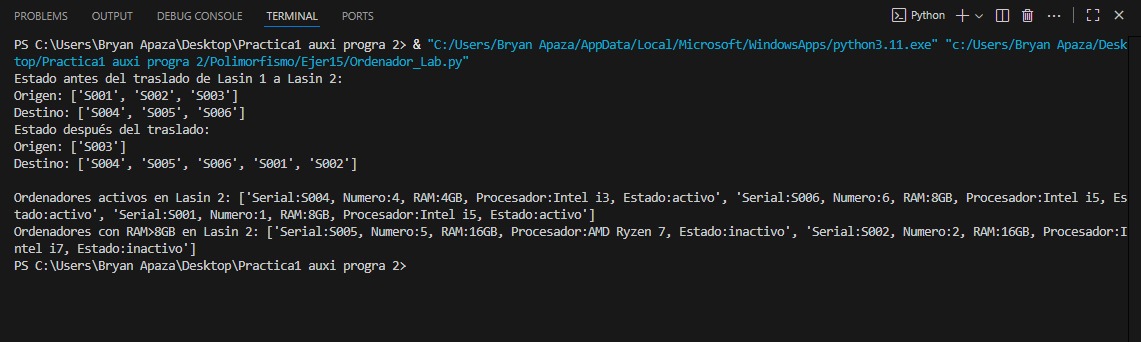 PROBLEMS OUTPUT DEBUG CONSOLE TERMINAL PORTS Python
PS C:\Users\Bryan Apaza\Desktop\Practica1 auxi progra 2> & "C:/Users/Bryan Apaza/AppData/Local/Microsoft/WindowsApps/python3.11.exe" "c:/Users/Bryan Apaza/Desk
top/Practica1 auxi progra 2/Polimorfismo/Ejer15/Ordenador_Lab.py"
Estado antes del traslado de Lasin 1 a Lasin 2:
Origen: ['S001', 'S002', 'S003']
Destino: ['S004', 'S005', 'S006']
Estado después del traslado:
Origen: ['S003']
Destino: ['S004', 'S005', 'S006', 'S001', 'S002']
Ordenadores activos en Lasin 2: ['Serial:S004, Numero:4, RAM:4GB, Procesador:Intel i3, Estado:activo', 'Serial:S006, Numero:6, RAM:8GB, Procesador:Intel i5, Es
tado:activo', 'Serial:S001, Numero:1, RAM:8GB, Procesador:Intel i5, Estado:activo']
Ordenadores con RAM>8GB en Lasin 2: ['Serial:S005, Numero:5, RAM:16GB, Procesador:AMD Ryzen 7, Estado:inactivo', 'Serial:S002, Numero:2, RAM:16GB, Procesador:I
ntel i7, Estado:inactivo']
PS C:\Users\Bryan Apaza\Desktop\Practica1 auxi progra 2>